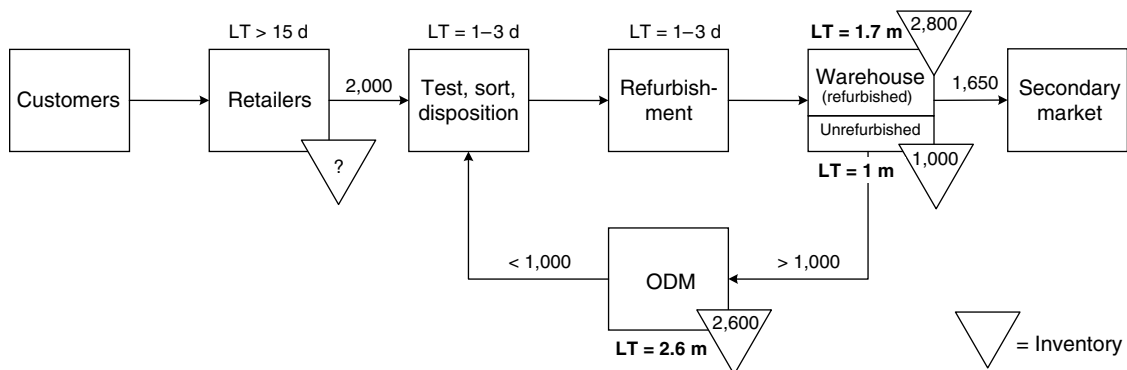 LT > 15 d
LT = 1–3 d
LT = 1–3 d
LT = 1.7 m
2,800
Customers
Retailers
2,000
Test, sort,
disposition
Refurbish-
ment
Warehouse
(refurbished)
Unrefurbished
1,650
Secondary
market
?
LT = 1 m
1,000
< 1,000
ODM
> 1,000
2,600
LT = 2.6 m
= Inventory